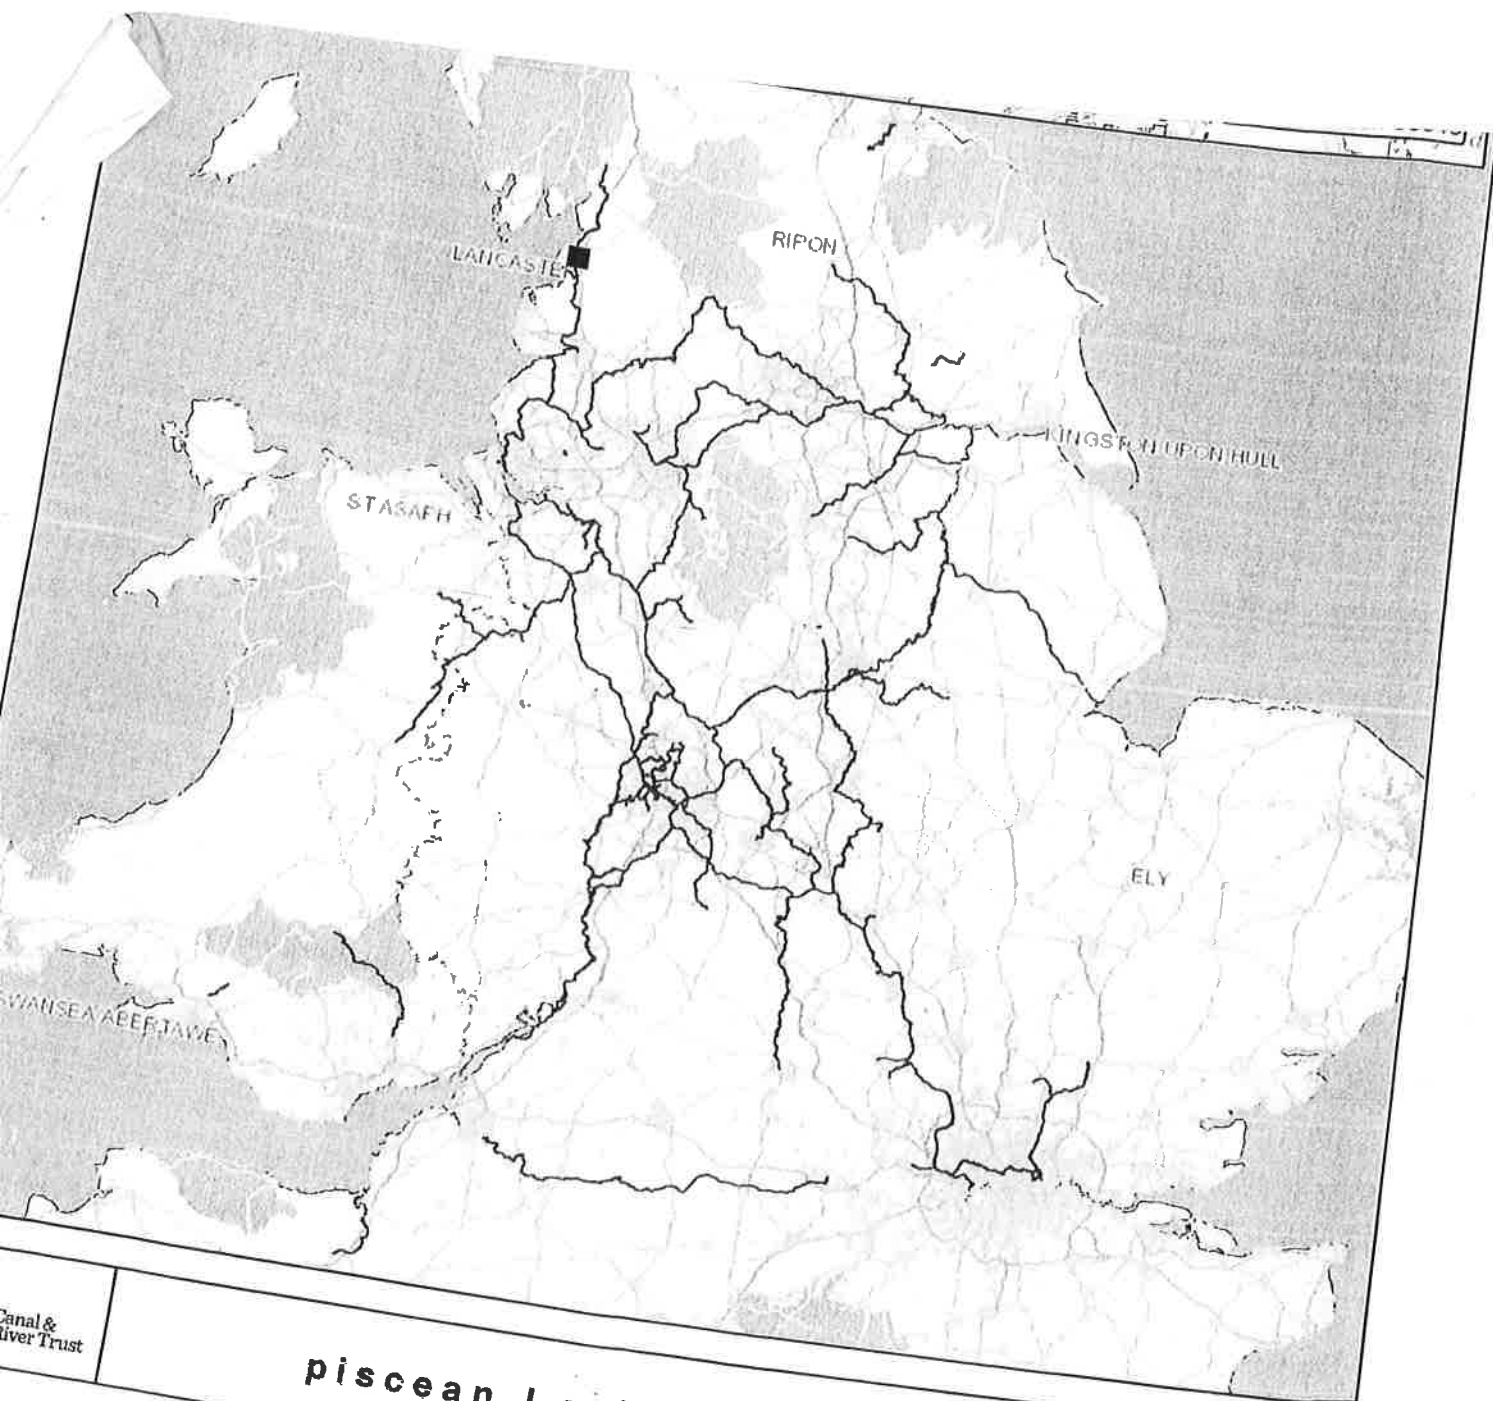 RIPON
LANCASTER
KINGSTON UPON HULL
ST ASAPH
ELY
SWANSEA ABERTAWE
Canal &
River Trust
piscean